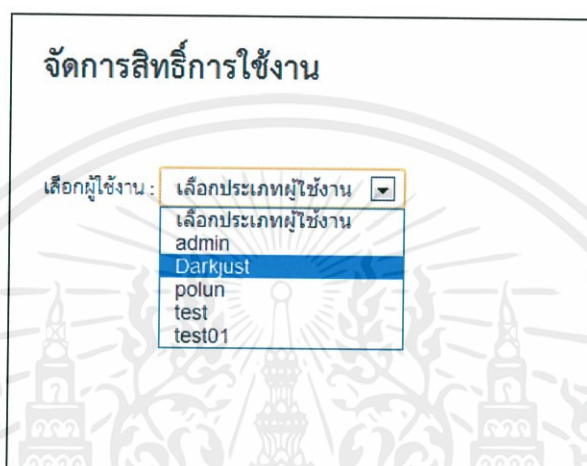 จัดการสิทธิ์การใช้งาน
เลือกผู้ใช้งาน : เลือกประเภทผู้ใช้งาน
เลือกประเภทผู้ใช้งาน
admin
Darkjust
polun
test
test01